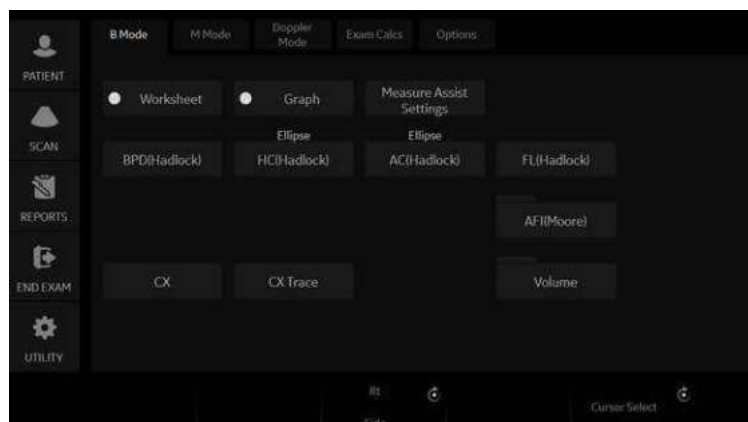 B Mode
M Mode
Doppler
Mode
Exam Calcs
Options
PATIENT
SCAN
REPORTS
END EXAM
UTILITY
Worksheet
Graph
Measure Assist
Settings
Ellipse
Ellipse
BPD(Hadlock)
HC(Hadlock)
AC(Hadlock)
FL(Hadlock)
AFI(Moore)
CX
CX Trace
Volume
Rt
Side
Cursor Select